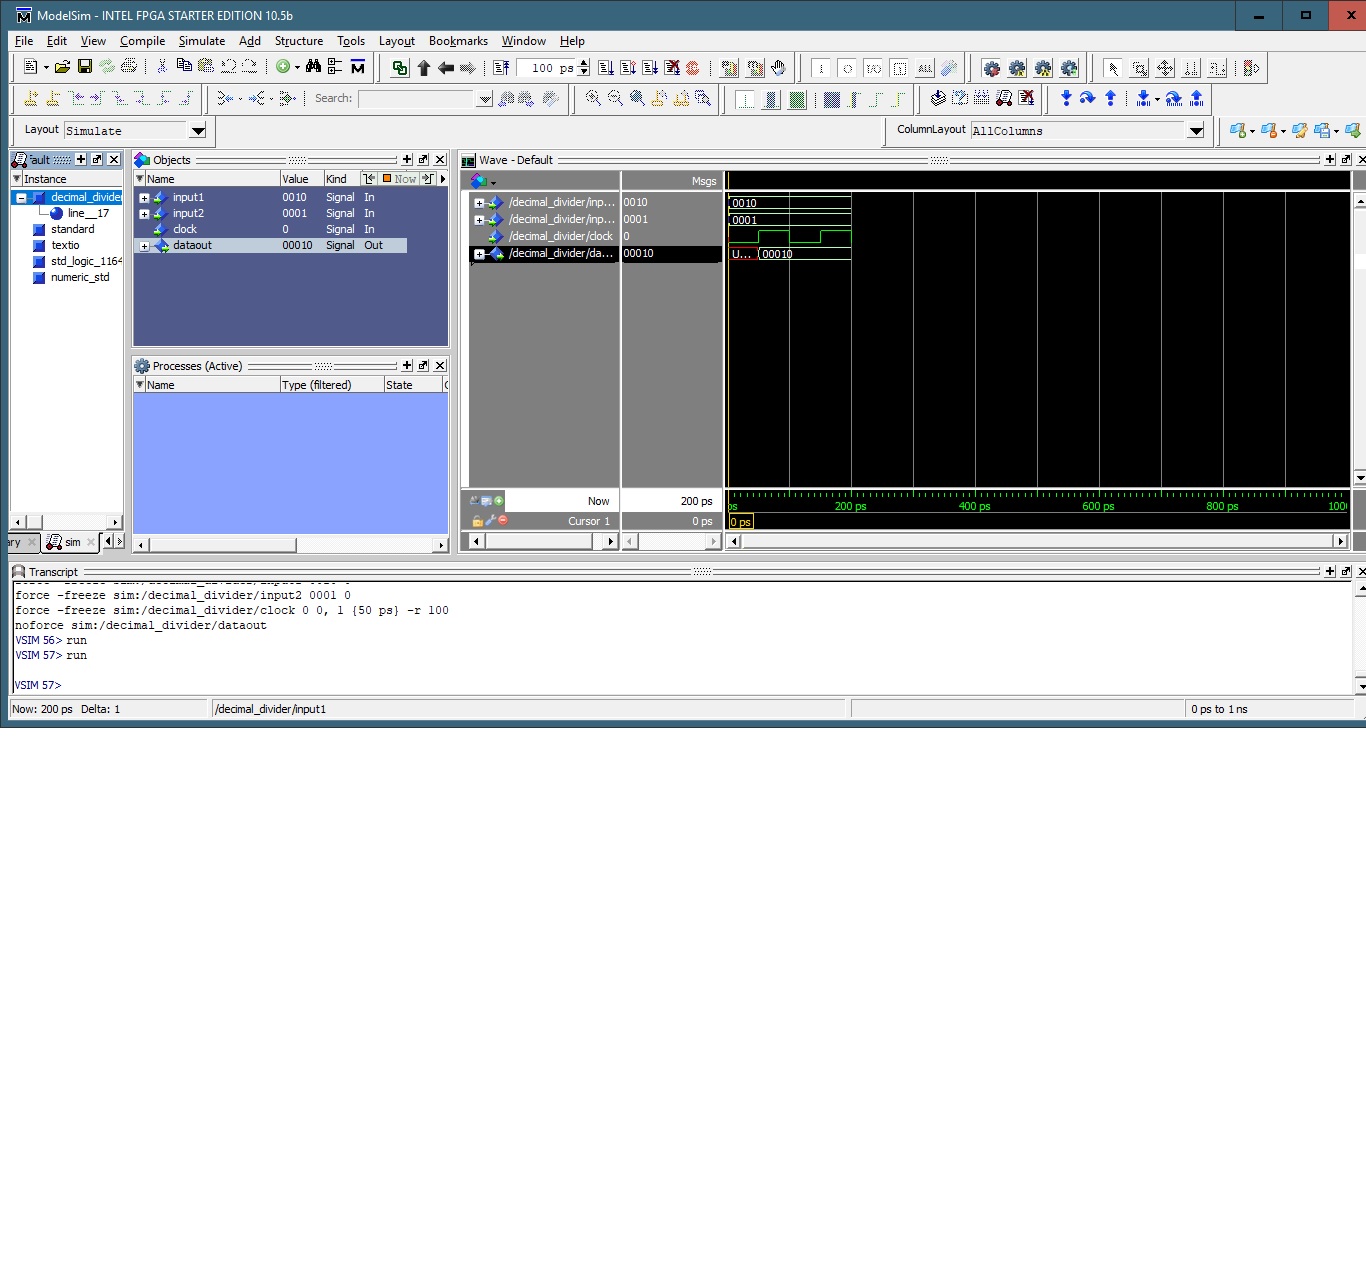 ModelSim - INTEL FPGA STARTER EDITION 10.5b
File Edit View Compile Simulate Add Structure Tools Layout Bookmarks Window Help
100 ps
Search:
Layout Simulate
ColumnLayout AllColumns
ault
Instance
decimal_divider
line__17
standard
textio
std_logic_1164
numeric_std
ary
sim
Objects
Name Value Kind Now
input1 0010 Signal In
input2 0001 Signal In
clock 0 Signal In
dataout 00010 Signal Out
Processes (Active)
Name Type (filtered) State
Wave - Default
Msgs
/decimal_divider/inp... 0010 0010
/decimal_divider/inp... 0001 0001
/decimal_divider/clock 0
/decimal_divider/da... 00010 U... 00010
Now 200 ps
ps 200 ps 400 ps 600 ps 800 ps 1000
Cursor 1 0 ps 0 ps
Transcript
force -freeze sim:/decimal_divider/input2 0001 0
force -freeze sim:/decimal_divider/clock 0 0, 1 {50 ps} -r 100
noforce sim:/decimal_divider/dataout
VSIM 56> run
VSIM 57> run
VSIM 57>
Now: 200 ps Delta: 1
/decimal_divider/input1
0 ps to 1 ns